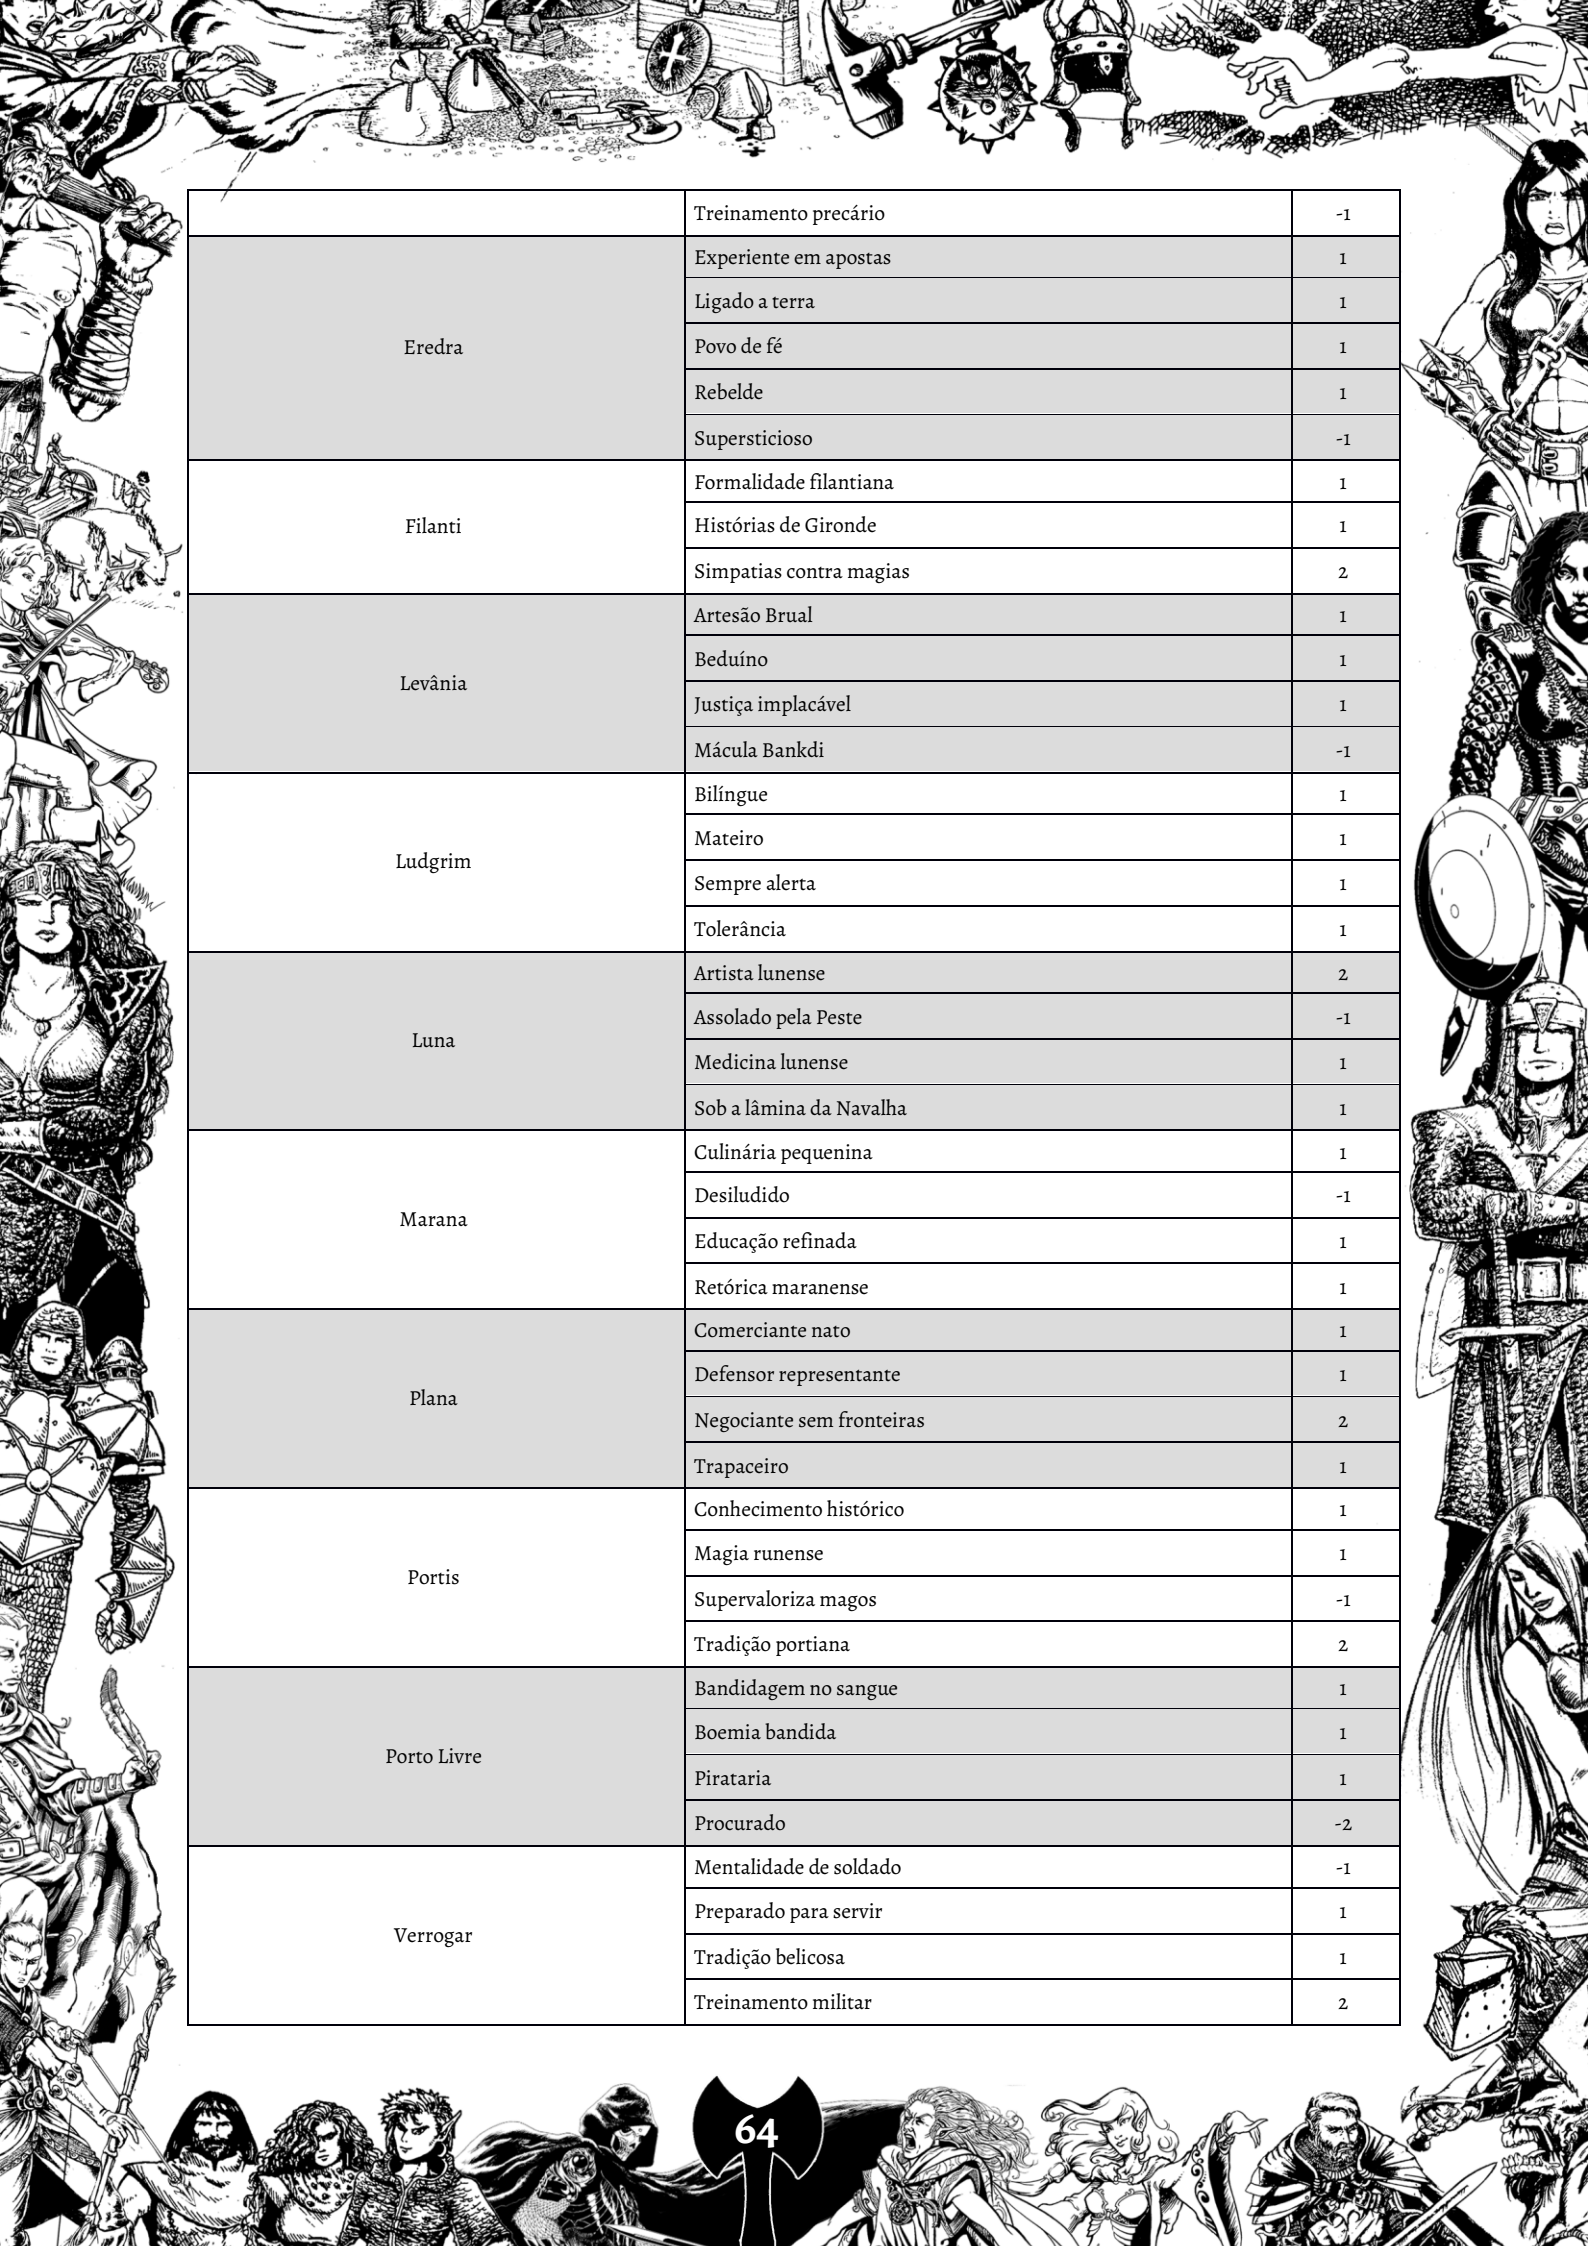 Treinamento precário -1
Eredra
Experiente em apostas 1
Ligado a terra 1
Povo de fé 1
Rebelde 1
Supersticioso -1
Filanti
Formalidade filantiana 1
Histórias de Gironde 1
Simpatias contra magias 2
Levânia
Artesão Brual 1
Beduíno 1
Justiça implacável 1
Mácula Bankdi -1
Ludgrim
Bilíngue 1
Mateiro 1
Sempre alerta 1
Tolerância 1
Luna
Artista lunense 2
Assolado pela Peste -1
Medicina lunense 1
Sob a lâmina da Navalha 1
Marana
Culinária pequenina 1
Desiludido -1
Educação refinada 1
Retórica maranense 1
Plana
Comerciante nato 1
Defensor representante 1
Negociante sem fronteiras 2
Trapaceiro 1
Portis
Conhecimento histórico 1
Magia runense 1
Supervaloriza magos -1
Tradição portiana 2
Porto Livre
Bandidagem no sangue 1
Boemia bandida 1
Pirataria 1
Procurado -2
Verrogar
Mentalidade de soldado -1
Preparado para servir 1
Tradição belicosa 1
Treinamento militar 2
64